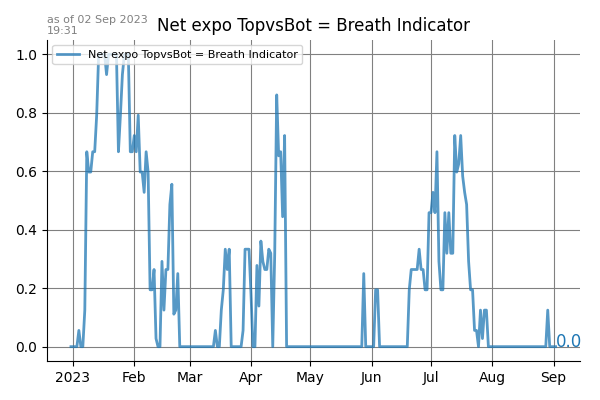 as of 02 Sep 2023
19:31
Net expo TopvsBot = Breath Indicator
Net expo TopvsBot = Breath Indicator
1.0
0.8
0.6
0.4
0.2
0.0
0.0
2023 Feb Mar Apr May Jun Jul Aug Sep